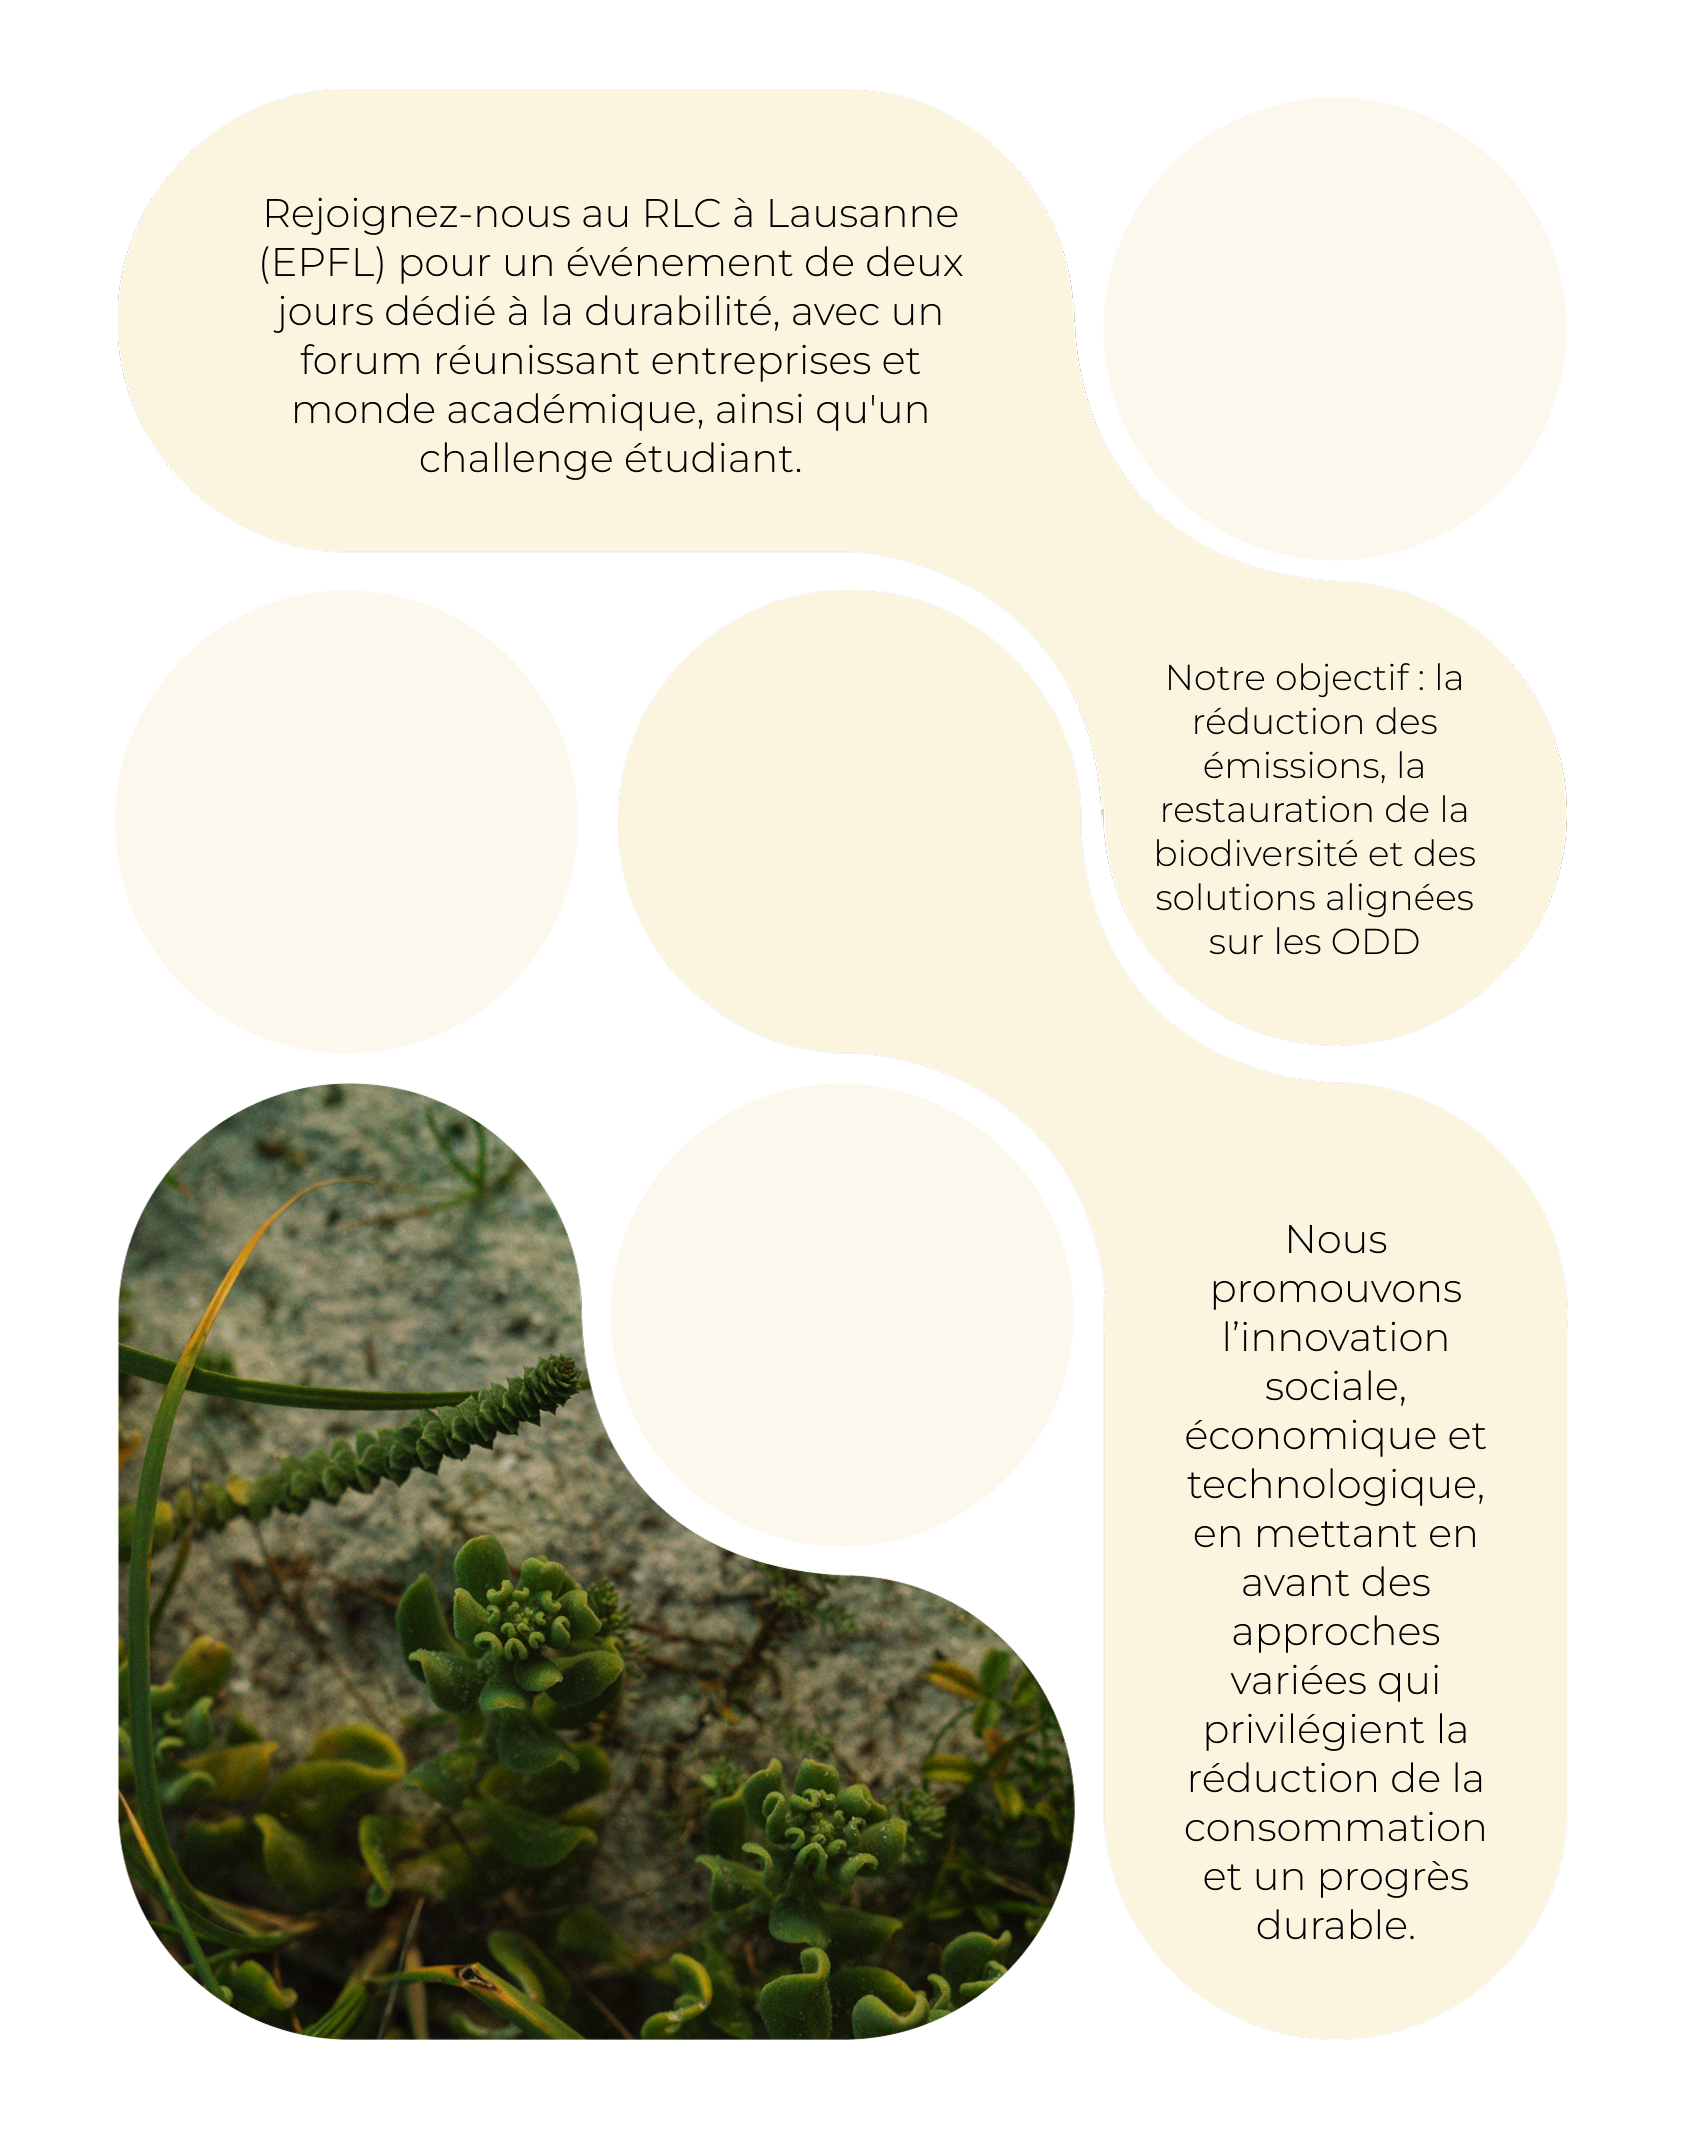 Rejoignez-nous au RLC à Lausanne
(EPFL) pour un événement de deux
jours dédié à la durabilité, avec un
forum réunissant entreprises et
monde académique, ainsi qu'un
challenge étudiant.
Notre objectif : la
réduction des
émissions, la
restauration de la
biodiversité et des
solutions alignées
sur les ODD
Nous
promouvons
l’innovation
sociale,
économique et
technologique,
en mettant en
avant des
approches
variées qui
privilégient la
réduction de la
consommation
et un progrès
durable.